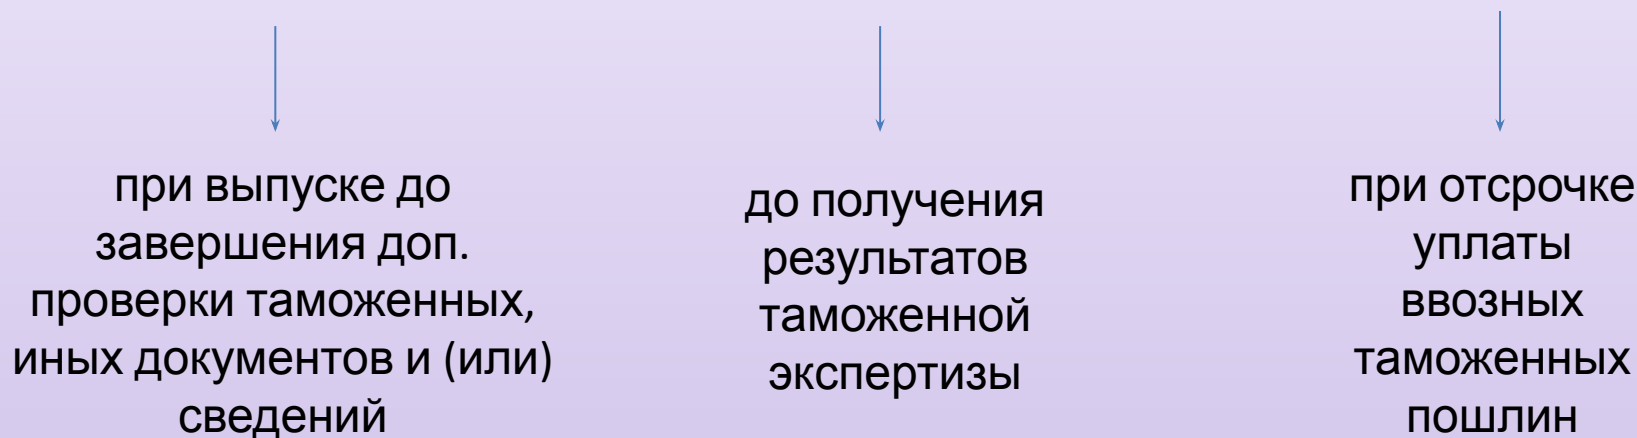 при выпуске до
завершения доп.
проверки таможенных,
иных документов и (или)
сведений
до получения
результатов
таможенной
экспертизы
при отсрочке
уплаты
ввозных
таможенных
пошлин